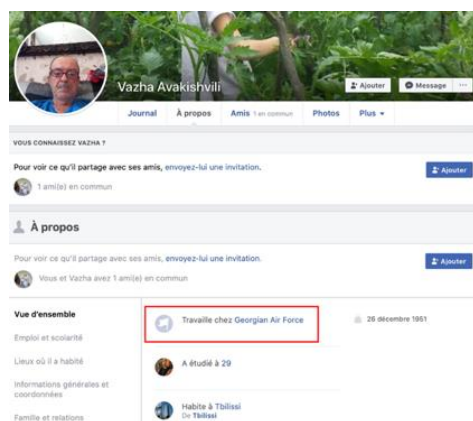 Vazha Avakishvili
Ajouter
Message
Journal
À propos
Amis 1 en commun
Photos
Plus
VOUS CONNAISSEZ VAZHA ?
Pour voir ce qu'il partage avec ses amis, envoyez-lui une invitation.
Ajouter
1 ami(e) en commun
À propos
Pour voir ce qu'il partage avec ses amis, envoyez-lui une invitation.
Ajouter
Vous et Vazha avez 1 ami(e) en commun
Vue d'ensemble
Emploi et scolarité
Lieux où il a habité
Informations générales et
coordonnées
Famille et relations
Travaille chez Georgian Air Force
A étudié à 29
Habite à Tbilissi
De Tbilissi
26 décembre 1951